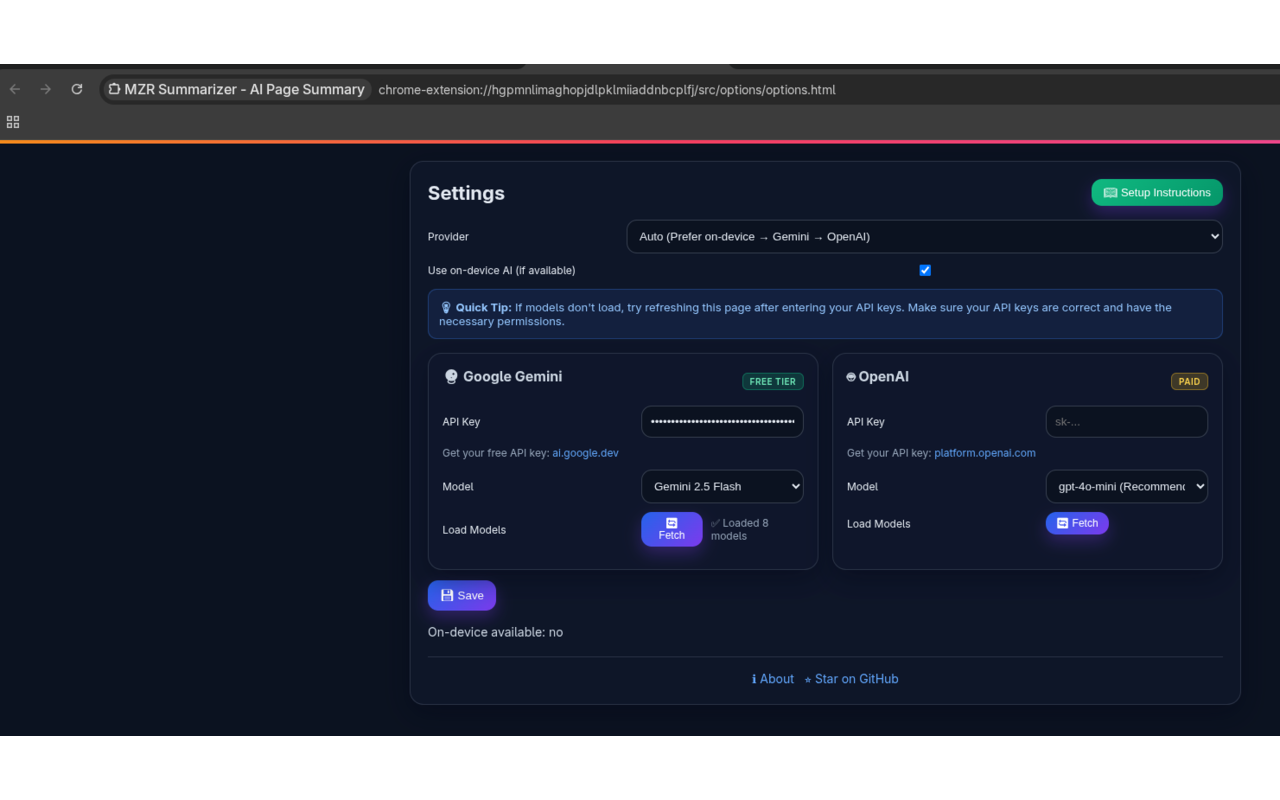 MZR Summarizer - AI Page Summary chrome-extension://hgpmnlimaghopjdlpklmiiaddnbcplfj/src/options/options.html
Settings
Setup Instructions
Provider
Auto (Prefer on-device → Gemini → OpenAI)
Use on-device AI (if available)
Quick Tip: If models don't load, try refreshing this page after entering your API keys. Make sure your API keys are correct and have the
necessary permissions.
Google Gemini
FREE TIER
API Key
Get your free API key: ai.google.dev
Model
Gemini 2.5 Flash
Load Models
Fetch
✅ Loaded 8
models
OpenAI
PAID
API Key
sk-...
Get your API key: platform.openai.com
Model
gpt-4o-mini (Recommend
Load Models
Fetch
Save
On-device available: no
ℹ About ⭐ Star on GitHub